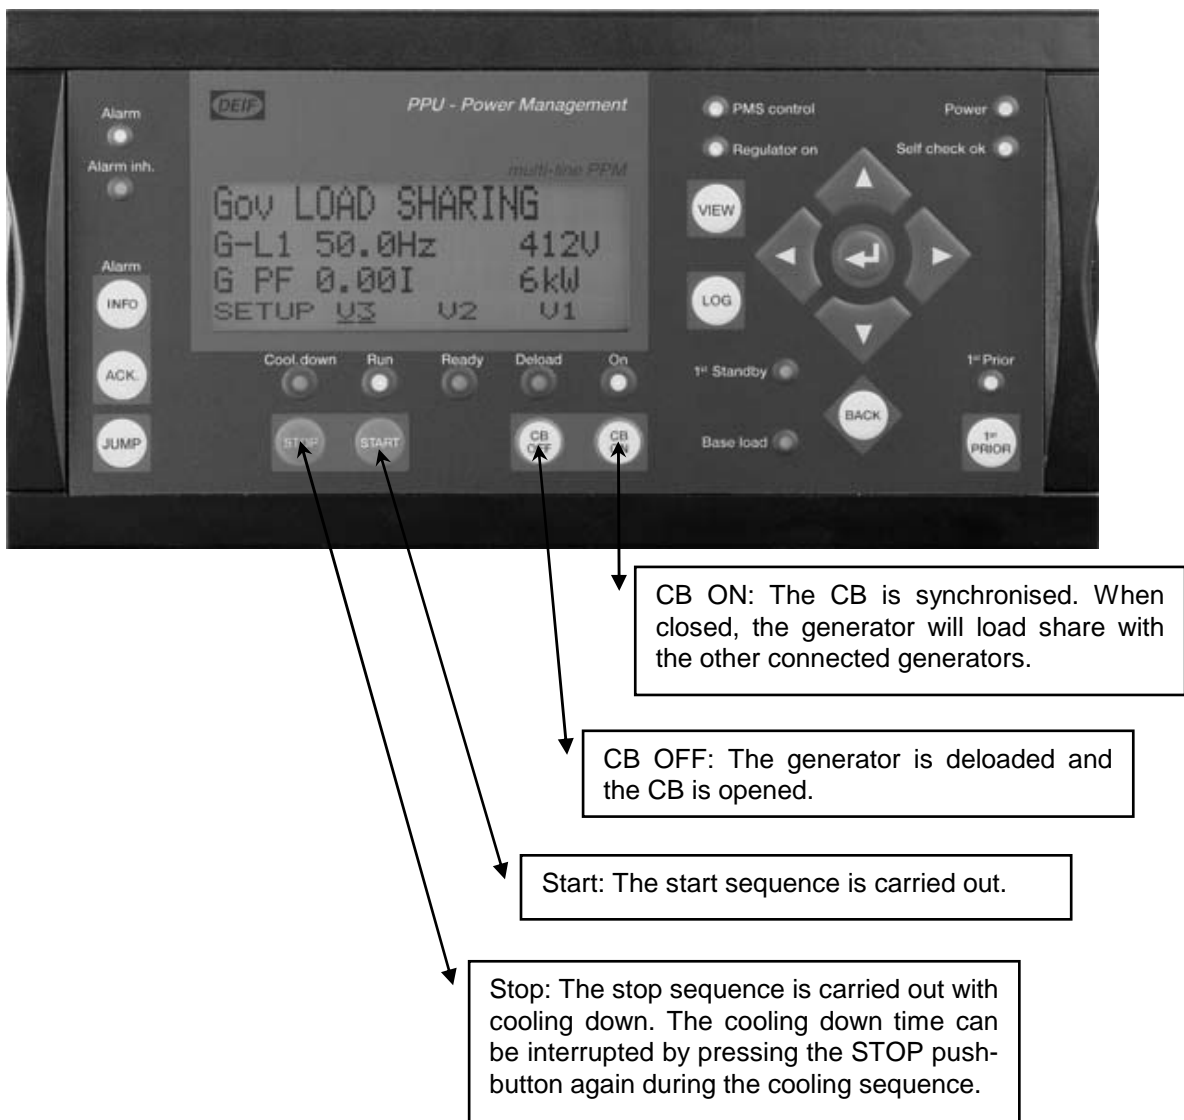 DEIF
PPU - Power Management
multi-line PPM
Alarm
Alarm inh.
Gov LOAD SHARING
G-L1 50.0Hz 412V
G PF 0.00I 6kW
SETUP V3 V2 V1
PMS control
Power
Regulator on
Self check ok
VIEW
LOG
Alarm
INFO
ACK.
JUMP
Cool.down
Run
Ready
Deload
On
STOP
START
CB
OFF
CB
ON
1st Standby
Base load
BACK
1st Prior
1st
PRIOR
CB ON: The CB is synchronised. When
closed, the generator will load share with
the other connected generators.
CB OFF: The generator is deloaded and
the CB is opened.
Start: The start sequence is carried out.
Stop: The stop sequence is carried out with
cooling down. The cooling down time can
be interrupted by pressing the STOP push-
button again during the cooling sequence.